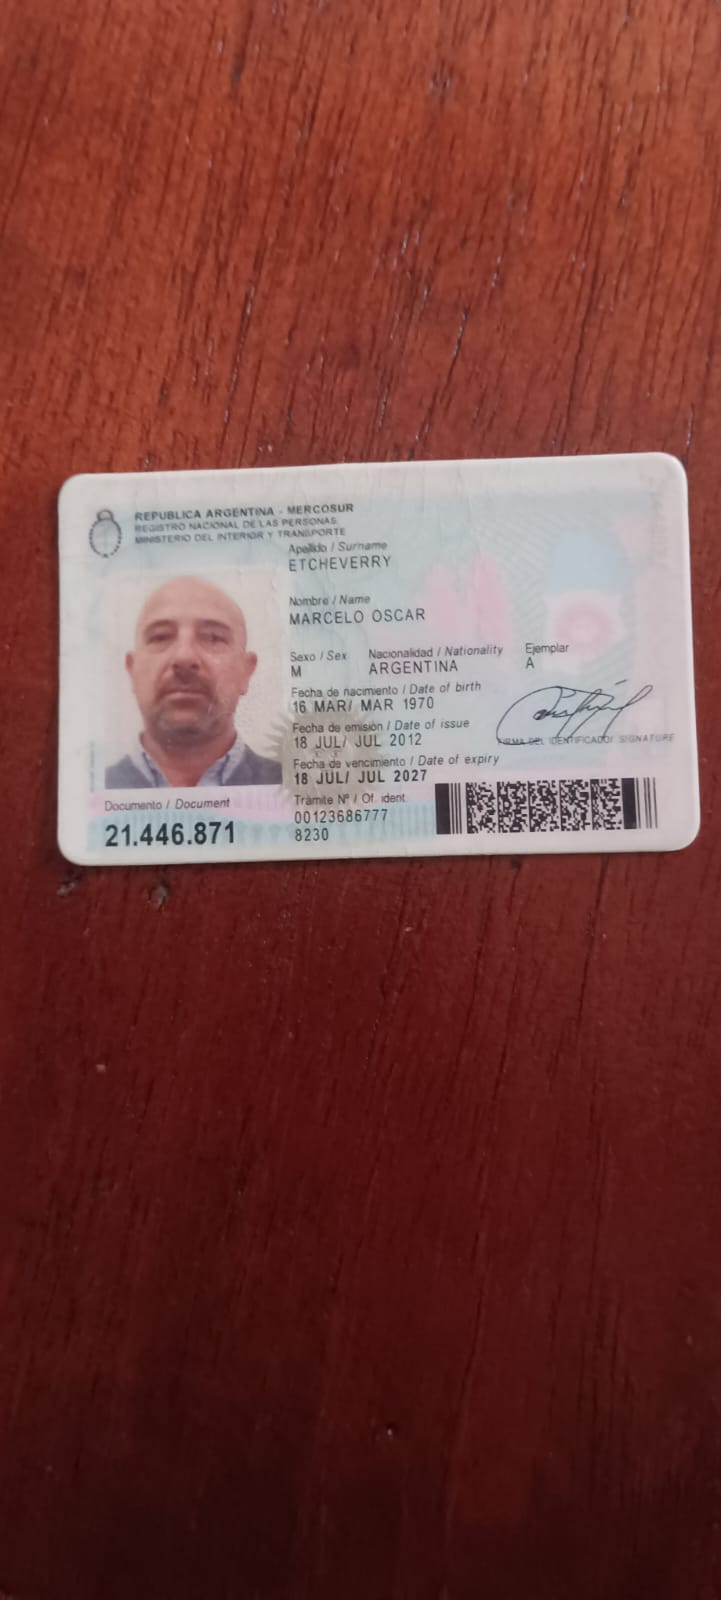 REPUBLICA ARGENTINA - MERCOSUR
REGISTRO NACIONAL DE LAS PERSONAS
MINISTERIO DEL INTERIOR Y TRANSPORTE
Apellido / Surname
ETCHEVERRY
Nombre / Name
MARCELO OSCAR
Sexo / Sex Nacionalidad / Nationality Ejemplar
M ARGENTINA A
Fecha de nacimiento / Date of birth
16 MAR/ MAR 1970
Fecha de emisión / Date of issue
18 JUL/ JUL 2012
FIRMA DEL IDENTIFICADO/ SIGNATURE
Fecha de vencimiento / Date of expiry
18 JUL/ JUL 2027
Documento / Document
21.446.871
Trámite Nº / Of. ident.
00123686777
8230